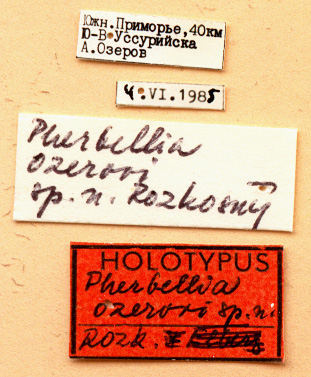 Южн.Приморье,40км
Ю-В Уссурийска
А.Озеров
4.VI.1985
Pherbellia
ozerovi
sp.n. Rozkošný
HOLOTYPUS
Pherbellia
ozerovi sp.n.
Rozk.